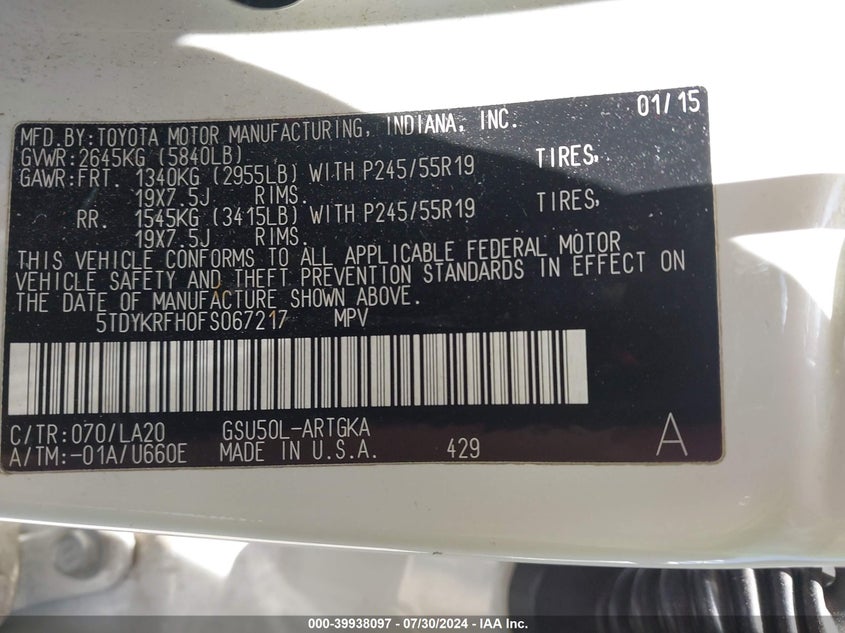 01/15
MFD.BY:TOYOTA MOTOR MANUFACTURING, INDIANA, INC.
GVWR:2645KG (5840LB)
GAWR:FRT. 1340KG (2955LB) WITH P245/55R19 TIRES,
19X7.5J RIMS.
RR. 1545KG (3415LB) WITH P245/55R19 TIRES,
19X7.5J RIMS.
THIS VEHICLE CONFORMS TO ALL APPLICABLE FEDERAL MOTOR
VEHICLE SAFETY AND THEFT PREVENTION STANDARDS IN EFFECT ON
THE DATE OF MANUFACTURE SHOWN ABOVE.
5TDYKRFH0FS067217 MPV
C/TR:070/LA20 GSU50L-ARTGKA
A/TM:-01A/U660E MADE IN U.S.A. 429 A
000-39938097 - 07/30/2024 - IAA Inc.